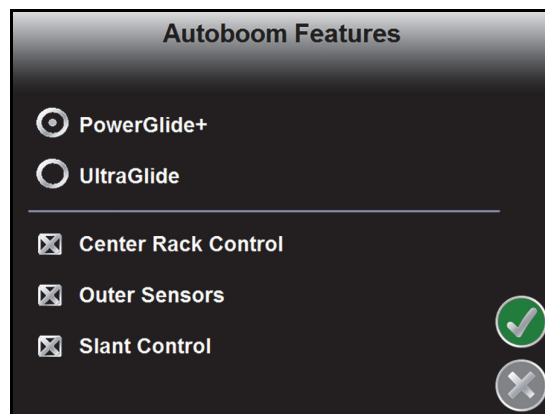 Autoboom Features
PowerGlide+
UltraGlide
Center Rack Control
Outer Sensors
Slant Control